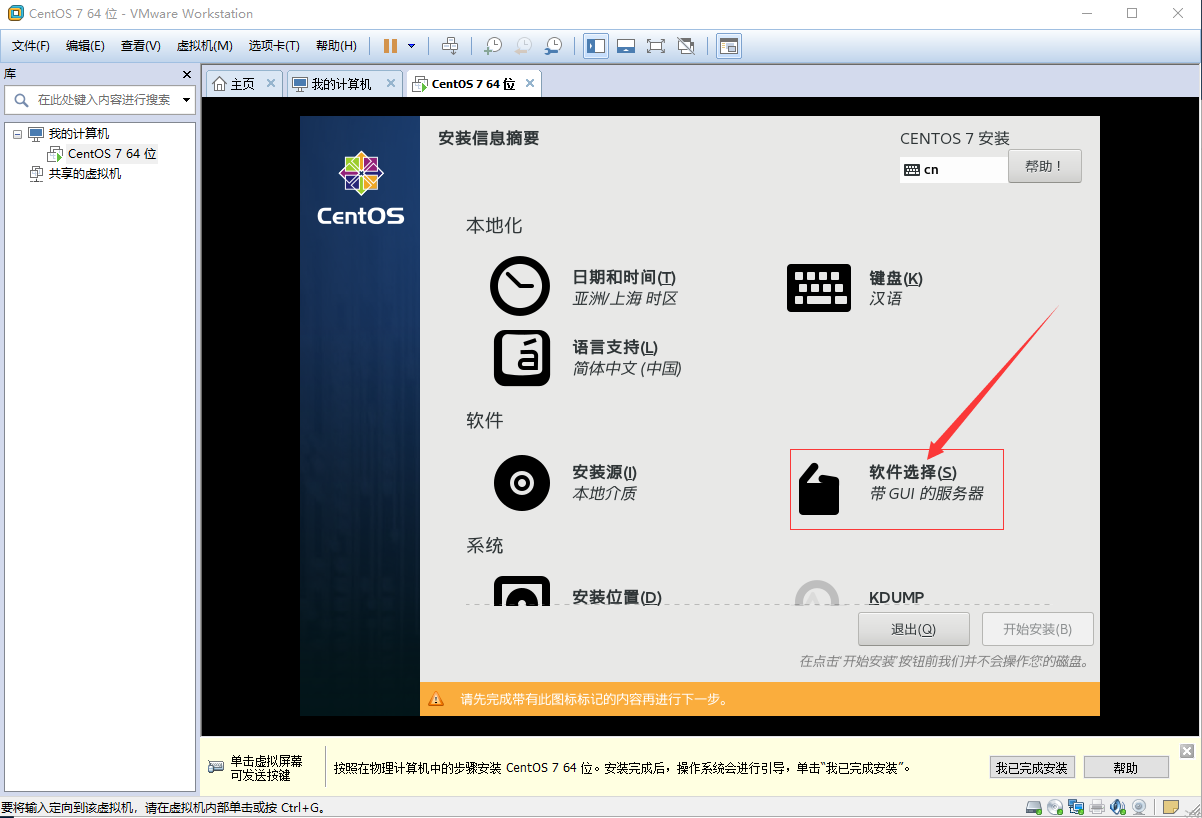 CentOS 7 64 位 - VMware Workstation
文件(F) 编辑(E) 查看(V) 虚拟机(M) 选项卡(T) 帮助(H)
库
在此处键入内容进行搜索
我的计算机
CentOS 7 64 位
共享的虚拟机
主页 我的计算机 CentOS 7 64 位
CentOS
安装信息摘要
CENTOS 7 安装
cn
帮助！
本地化
日期和时间(T)
亚洲/上海 时区
键盘(K)
汉语
语言支持(L)
简体中文 (中国)
软件
安装源(I)
本地介质
软件选择(S)
带 GUI 的服务器
系统
安装位置(D)
KDUMP
退出(Q)
开始安装(B)
在点击'开始安装'按钮前我们并不会操作您的磁盘。
请先完成带有此图标标记的内容再进行下一步。
单击虚拟屏幕
可发送按键
按照在物理计算机中的步骤安装 CentOS 7 64 位。安装完成后，操作系统会进行引导，单击“我已完成安装”。
我已完成安装
帮助
要将输入定向到该虚拟机，请在虚拟机内部单击或按 Ctrl+G。